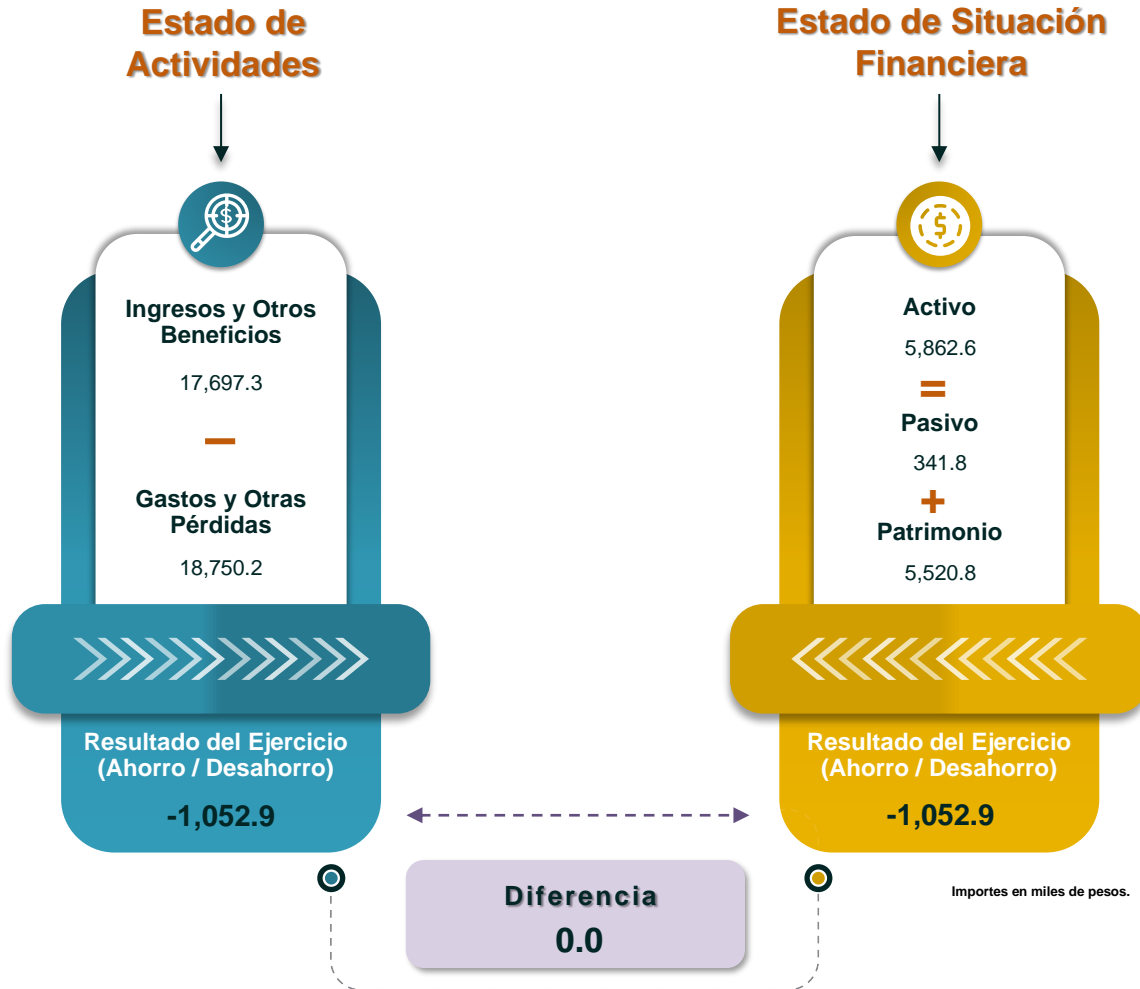 Estado de
Actividades
$
Ingresos y Otros
Beneficios
17,697.3
–
Gastos y Otras
Pérdidas
18,750.2
Resultado del Ejercicio
(Ahorro / Desahorro)
-1,052.9
Estado de Situación
Financiera
$
Activo
5,862.6
=
Pasivo
341.8
+
Patrimonio
5,520.8
Resultado del Ejercicio
(Ahorro / Desahorro)
-1,052.9
Diferencia
0.0
Importes en miles de pesos.